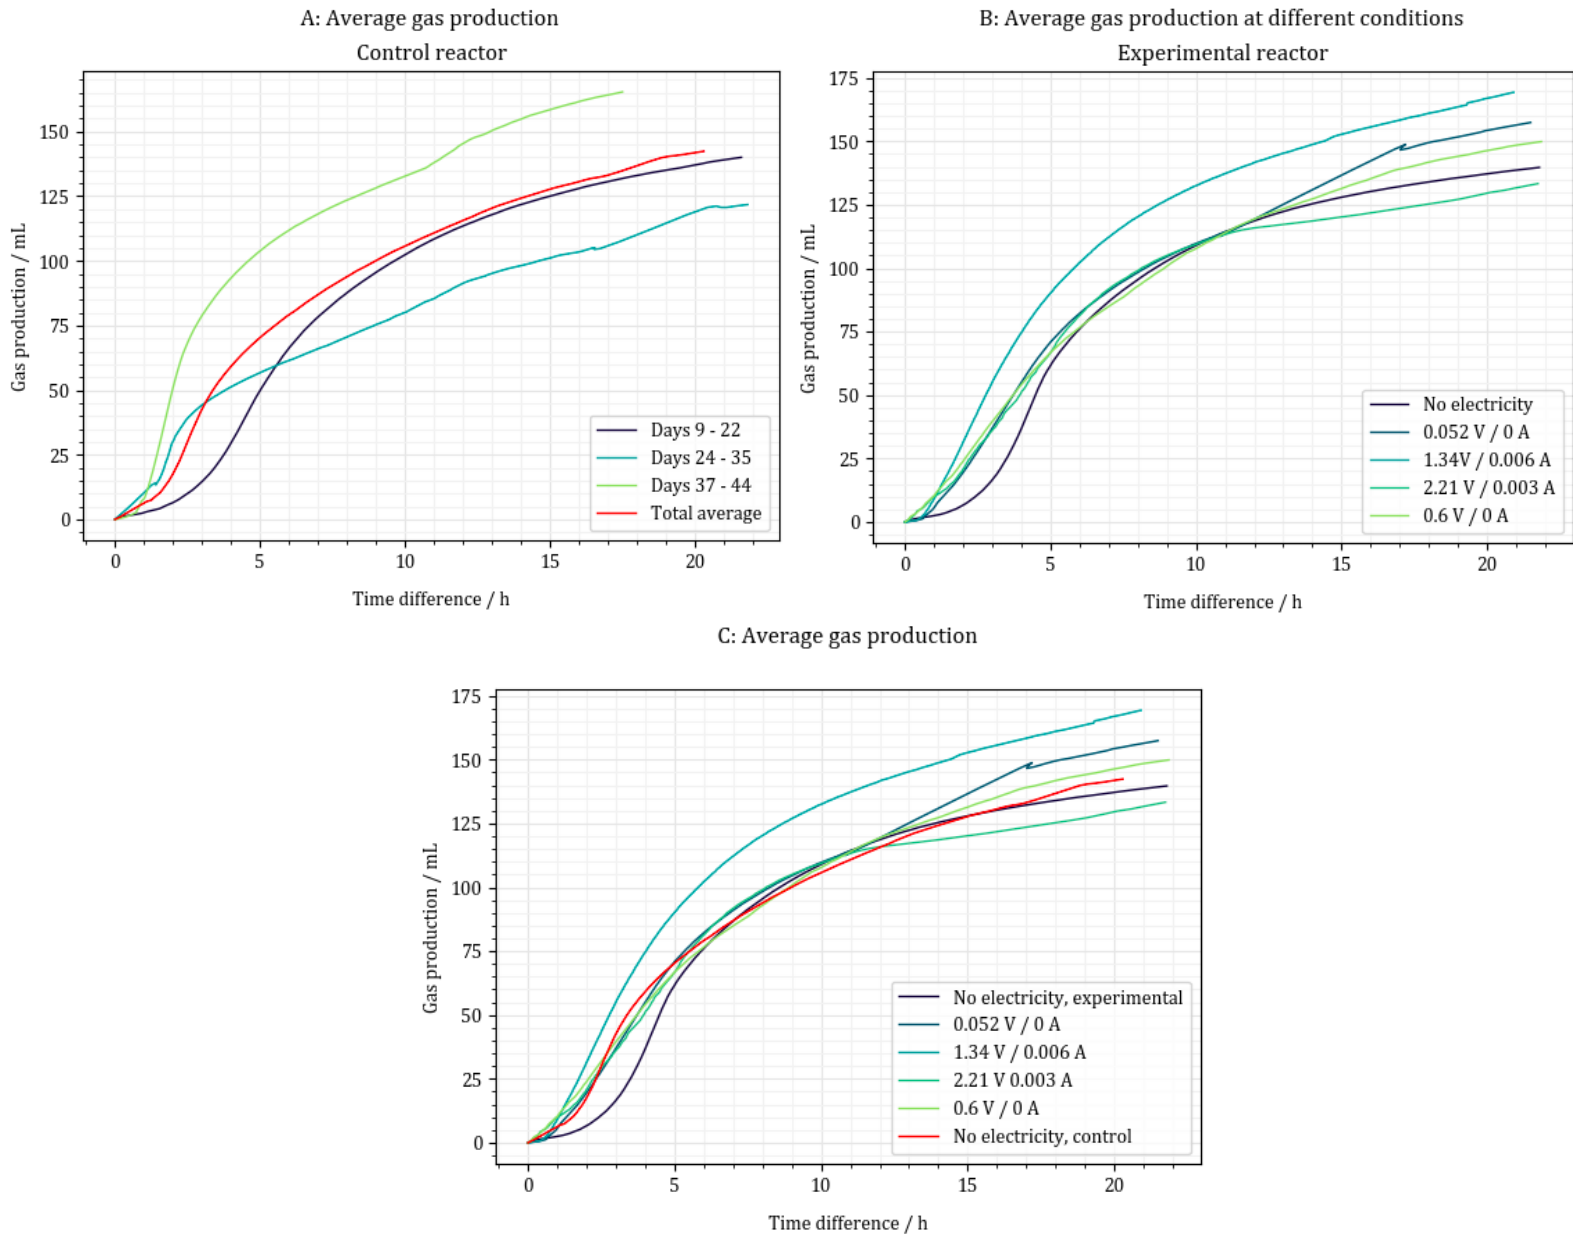 A: Average gas production
Control reactor
Gas production / mL
150
125
100
75
50
25
0
0 5 10 15 20
Time difference / h
Days 9 - 22
Days 24 - 35
Days 37 - 44
Total average
B: Average gas production at different conditions
Experimental reactor
Gas production / mL
175
150
125
100
75
50
25
0
0 5 10 15 20
Time difference / h
No electricity
0.052 V / 0 A
1.34V / 0.006 A
2.21 V / 0.003 A
0.6 V / 0 A
C: Average gas production
Gas production / mL
175
150
125
100
75
50
25
0
0 5 10 15 20
Time difference / h
No electricity, experimental
0.052 V / 0 A
1.34 V / 0.006 A
2.21 V 0.003 A
0.6 V / 0 A
No electricity, control